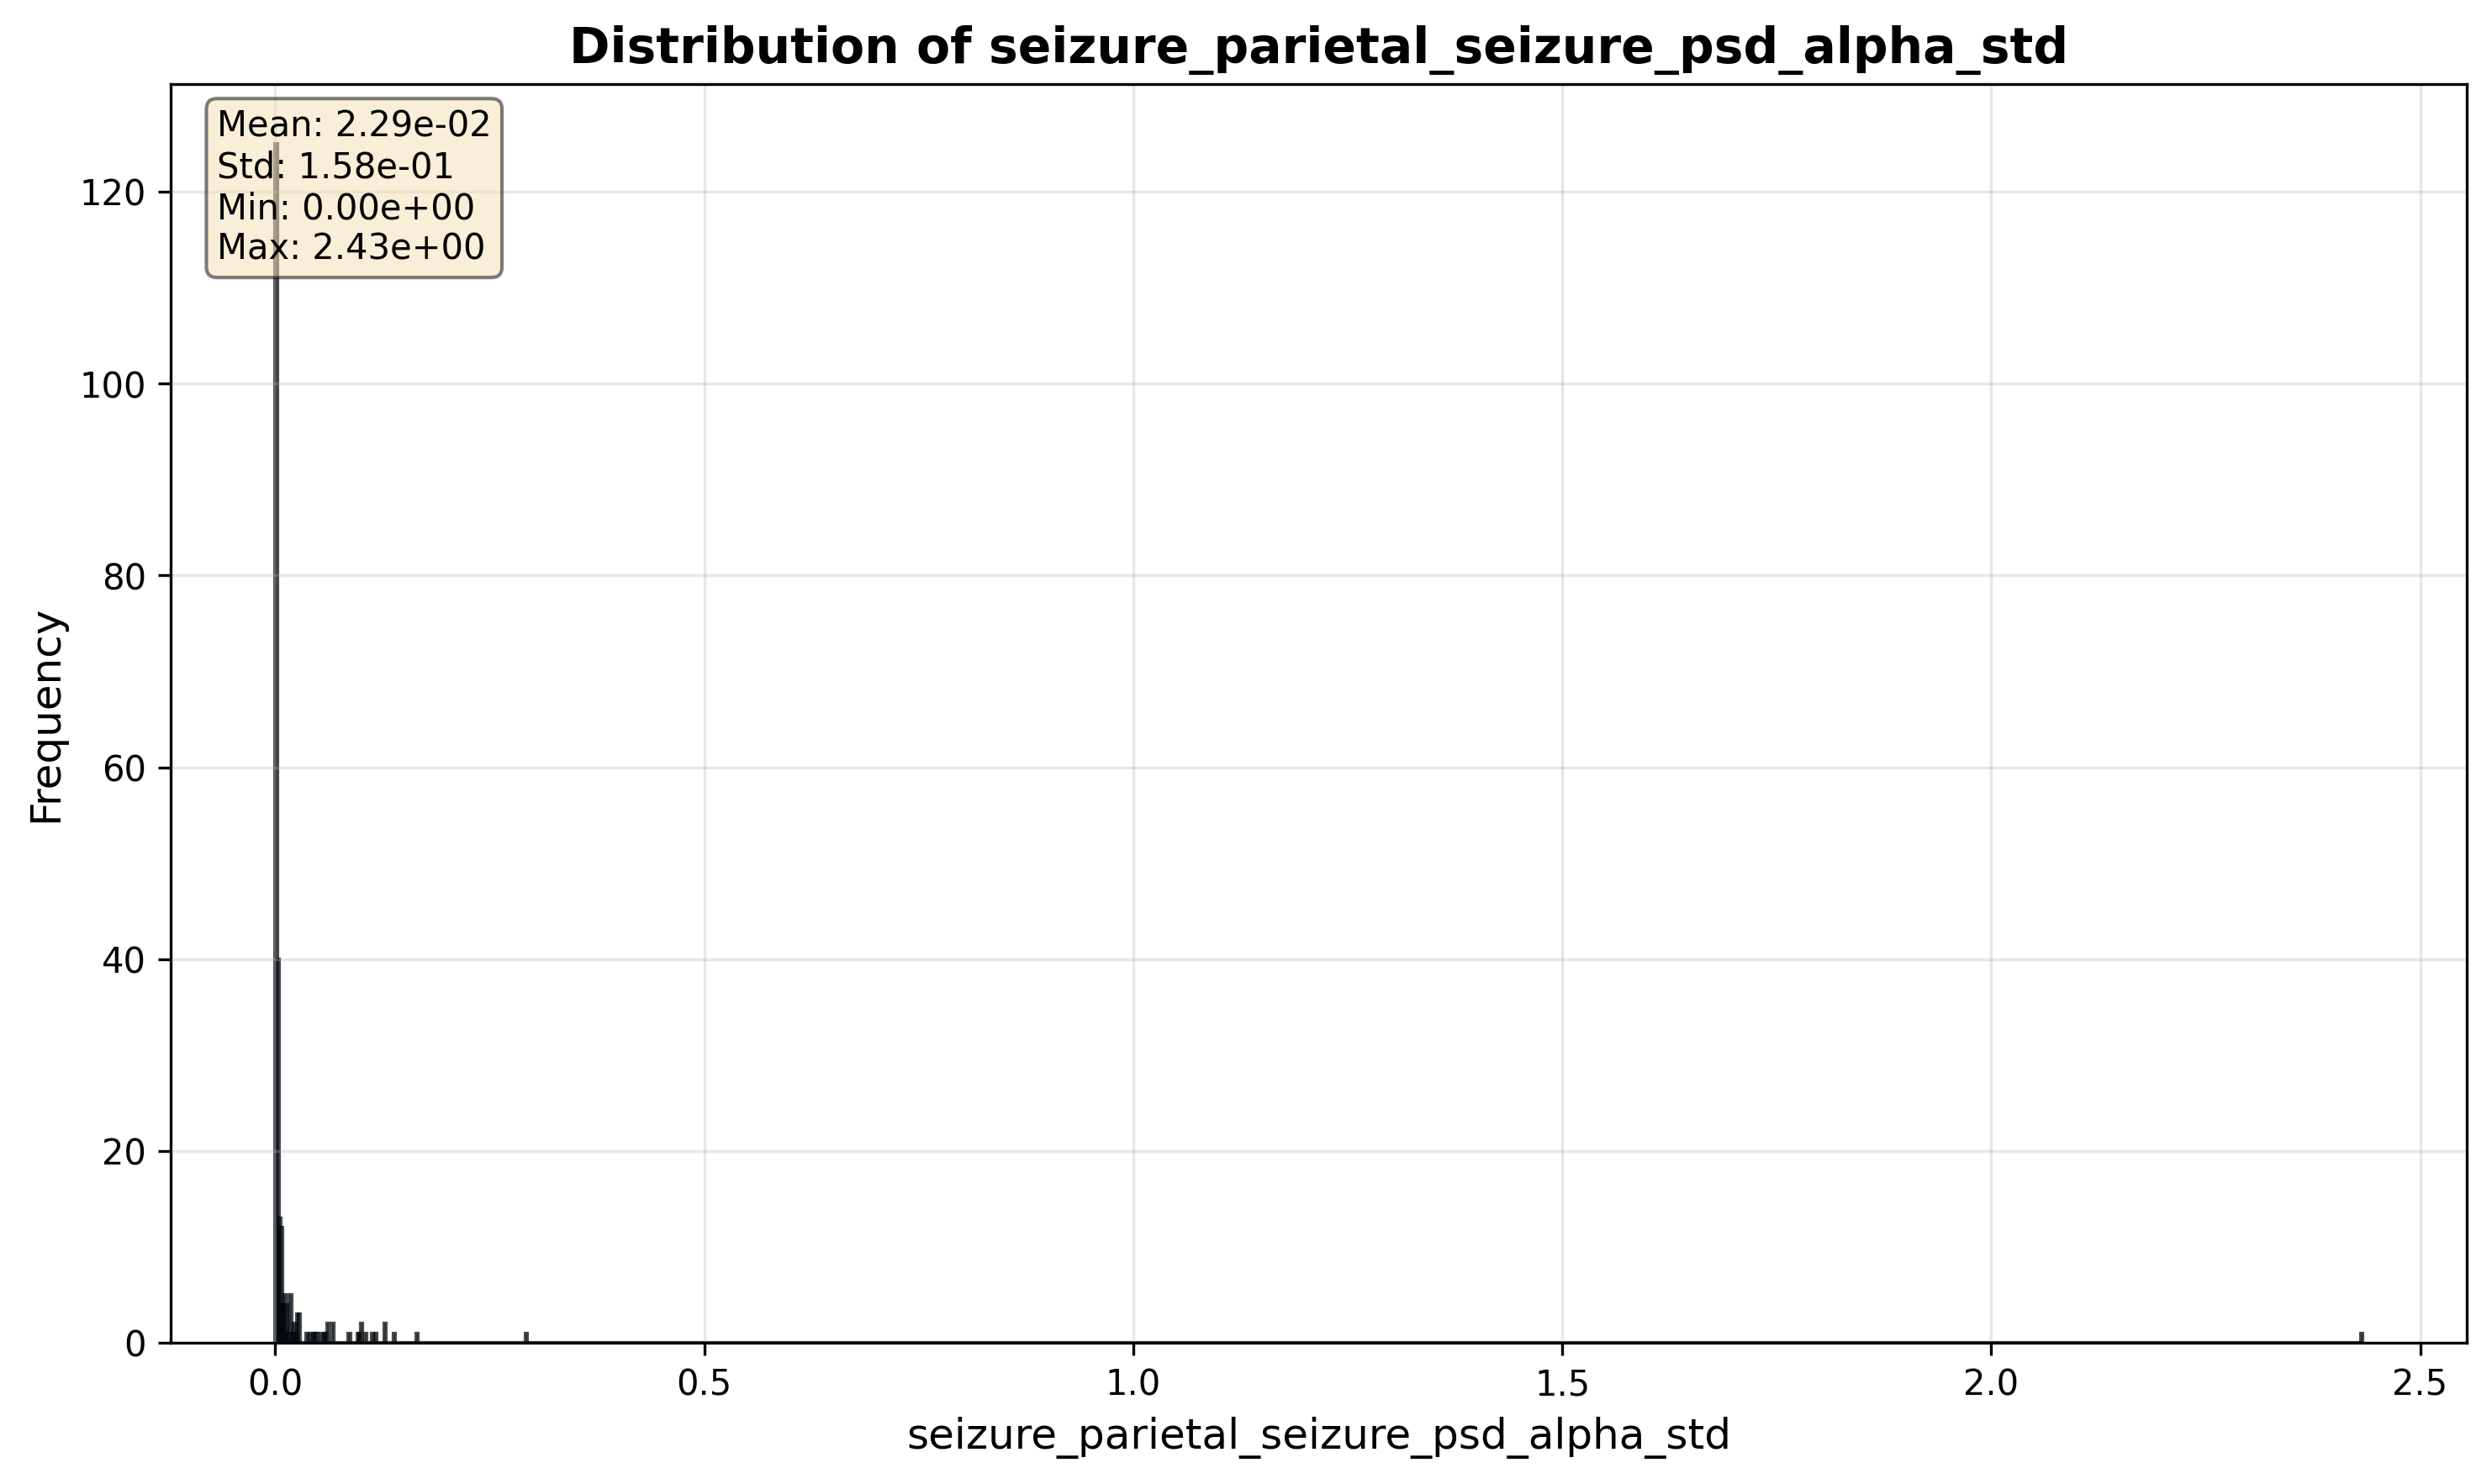 Distribution of seizure_parietal_seizure_psd_alpha_std
Mean: 2.29e-02
Std: 1.58e-01
Min: 0.00e+00
Max: 2.43e+00
120
100
80
60
40
20
0
Frequency
0.0
0.5
1.0
1.5
2.0
2.5
seizure_parietal_seizure_psd_alpha_std